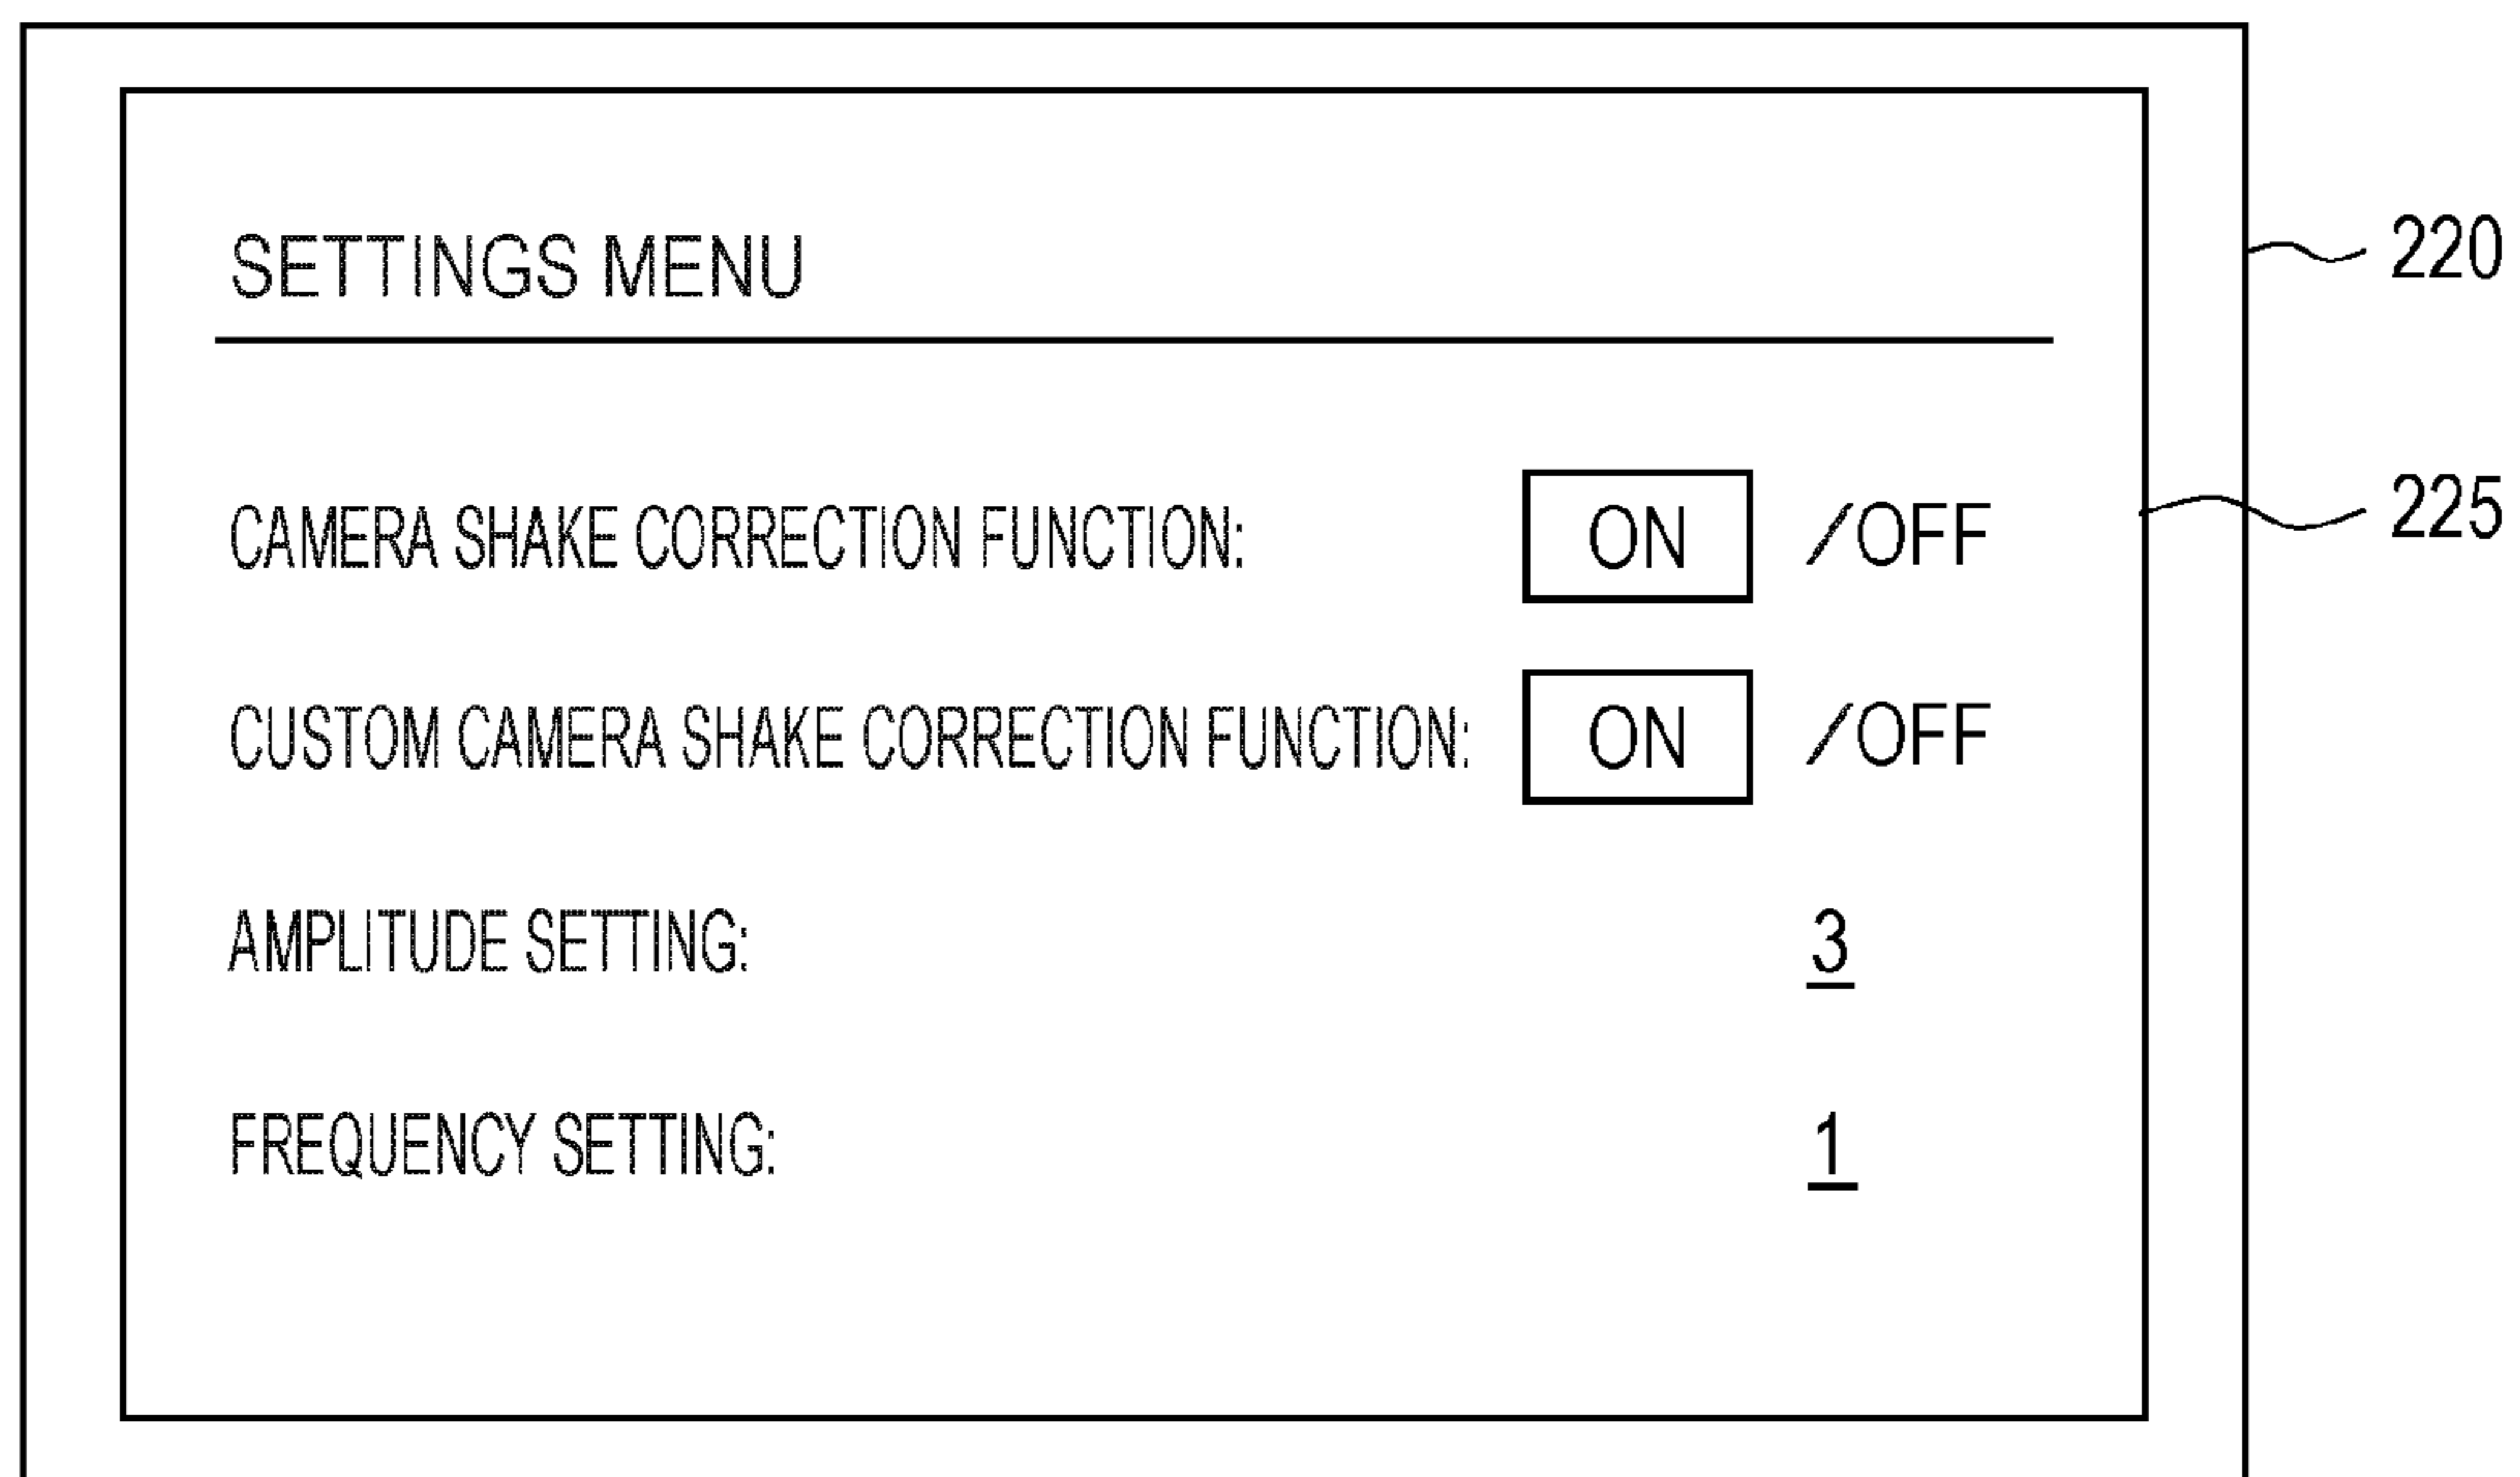 SETTINGS MENU
220
CAMERA SHAKE CORRECTION FUNCTION: ON /OFF
225
CUSTOM CAMERA SHAKE CORRECTION FUNCTION: ON /OFF
AMPLITUDE SETTING: 3
FREQUENCY SETTING: 1